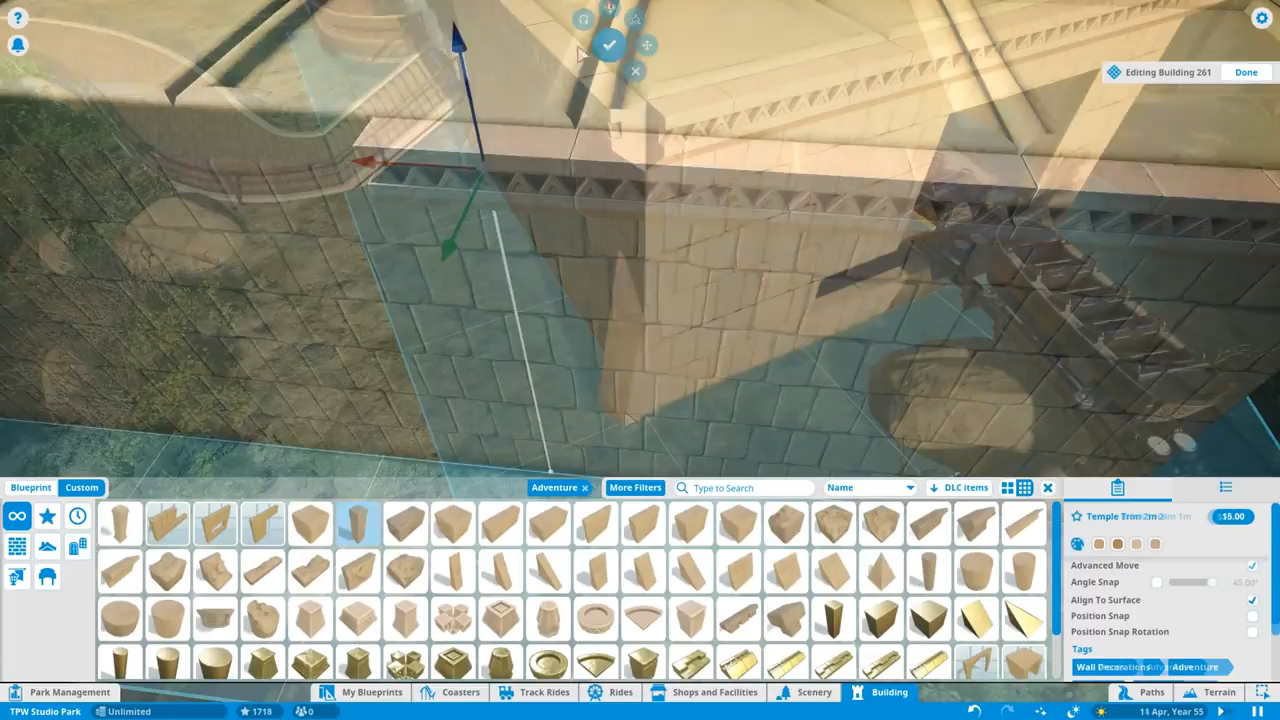 ?
Editing Building 261
Done
Blueprint
Custom
Adventure ×
More Filters
Type to Search
Name
DLC items
$5.00
Advanced Move
Angle Snap
45.00°
Align To Surface
Position Snap
Position Snap Rotation
Tags
Wall Decorations
Adventure
Park Management
My Blueprints
Coasters
Track Rides
Rides
Shops and Facilities
Scenery
Building
Paths
Terrain
TPW Studio Park
Unlimited
1718
0
11 Apr, Year 55